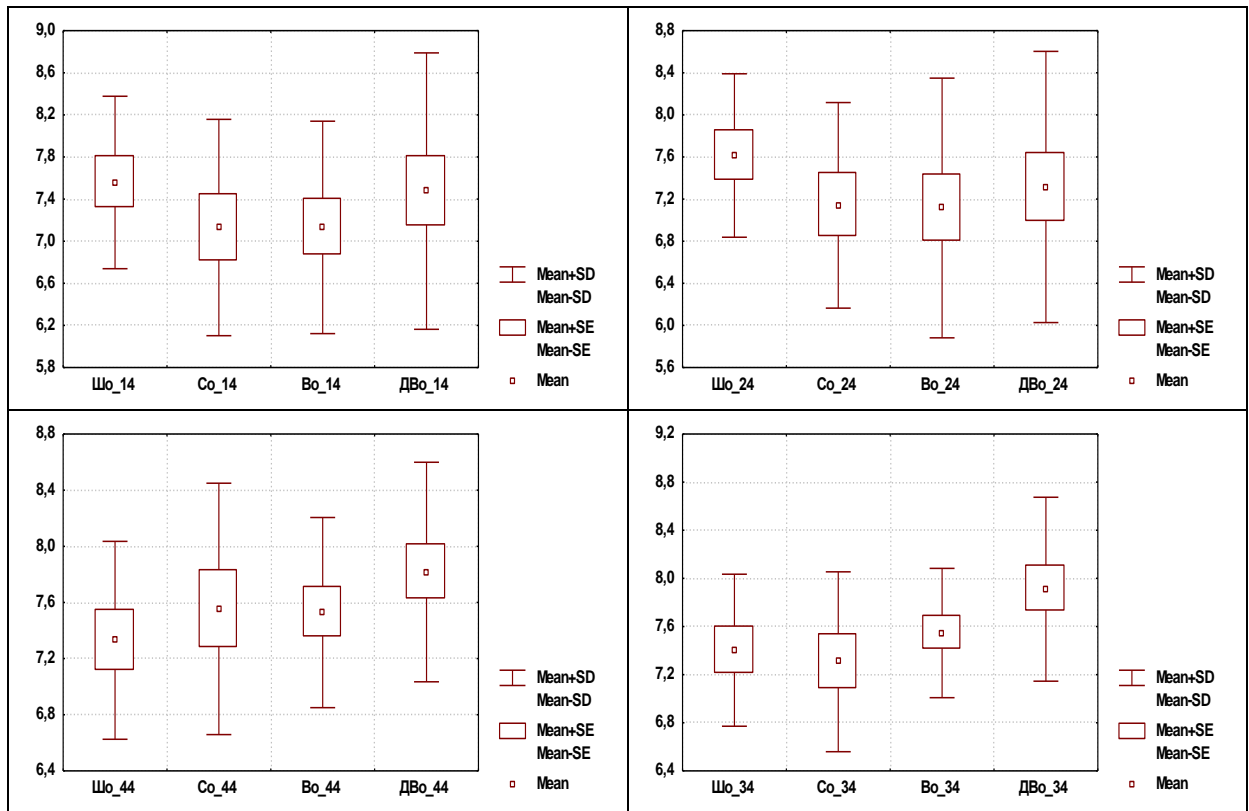 9,0
8,6
8,2
7,8
7,4
7,0
6,6
6,2
5,8
Шо_14 Со_14 Во_14 ДВо_14
Mean+SD
Mean-SD
Mean+SE
Mean-SE
Mean
8,8
8,4
8,0
7,6
7,2
6,8
6,4
6,0
5,6
Шо_24 Со_24 Во_24 ДВо_24
Mean+SD
Mean-SD
Mean+SE
Mean-SE
Mean
8,8
8,4
8,0
7,6
7,2
6,8
6,4
Шо_44 Со_44 Во_44 ДВо_44
Mean+SD
Mean-SD
Mean+SE
Mean-SE
Mean
9,2
8,8
8,4
8,0
7,6
7,2
6,8
6,4
Шо_34 Со_34 Во_34 ДВо_34
Mean+SD
Mean-SD
Mean+SE
Mean-SE
Mean